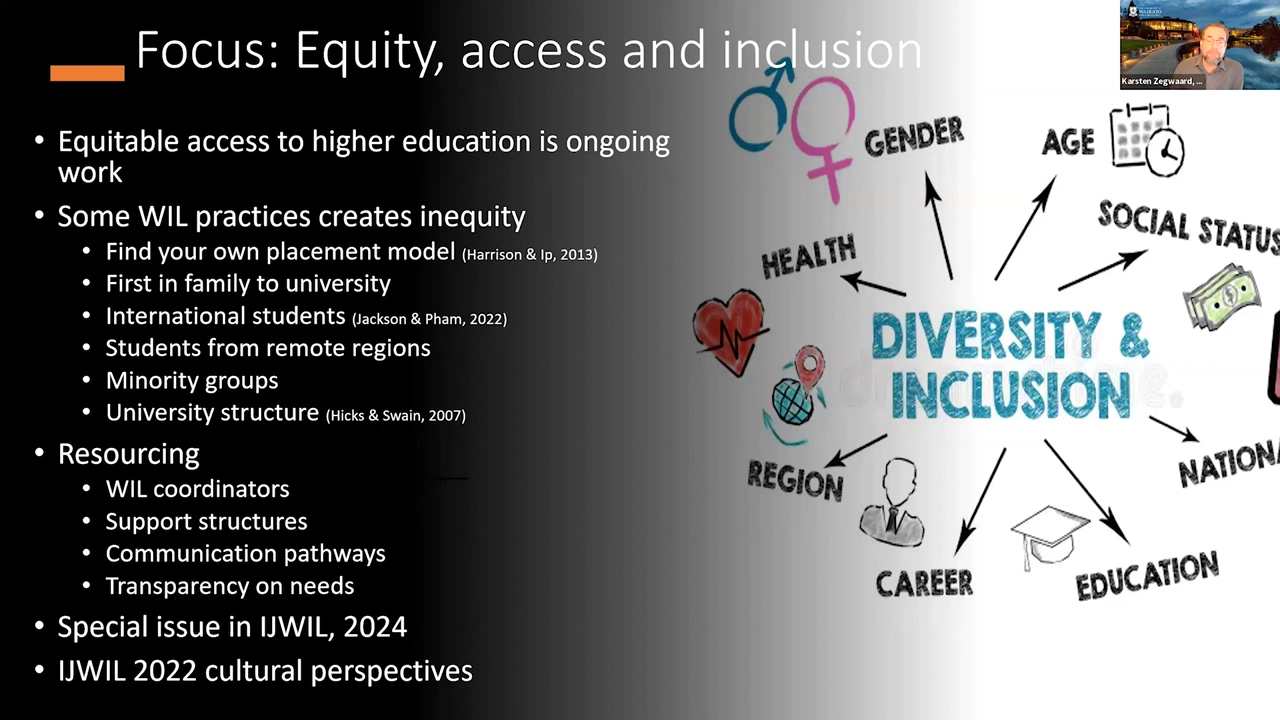 Focus: Equity, access and inclusion
• Equitable access to higher education is ongoing
work
• Some WIL practices creates inequity
• Find your own placement model (Harrison & Ip, 2013)
• First in family to university
• International students (Jackson & Pham, 2022)
• Students from remote regions
• Minority groups
• University structure (Hicks & Swain, 2007)
• Resourcing
• WIL coordinators
• Support structures
• Communication pathways
• Transparency on needs
• Special issue in IJWIL, 2024
• IJWIL 2022 cultural perspectives
GENDER
AGE
SOCIAL STATUS
HEALTH
DIVERSITY &
INCLUSION
REGION
NATIONA
CAREER
EDUCATION
WAIKATO
Karsten Zegwaard, ...